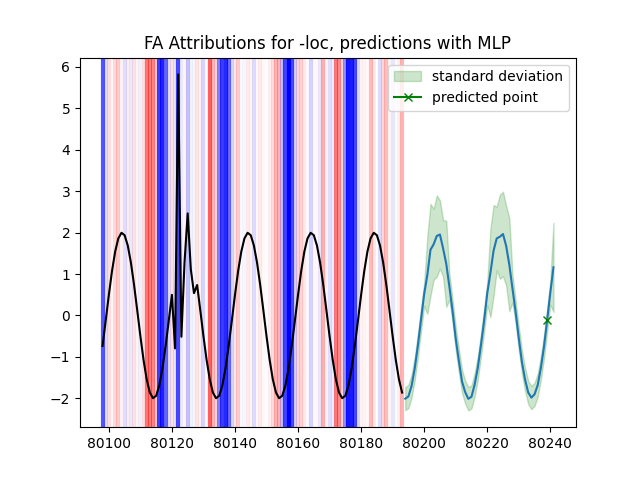 FA Attributions for -loc, predictions with MLP
standard deviation
predicted point
6
5
4
3
2
1
0
−1
−2
80100 80120 80140 80160 80180 80200 80220 80240